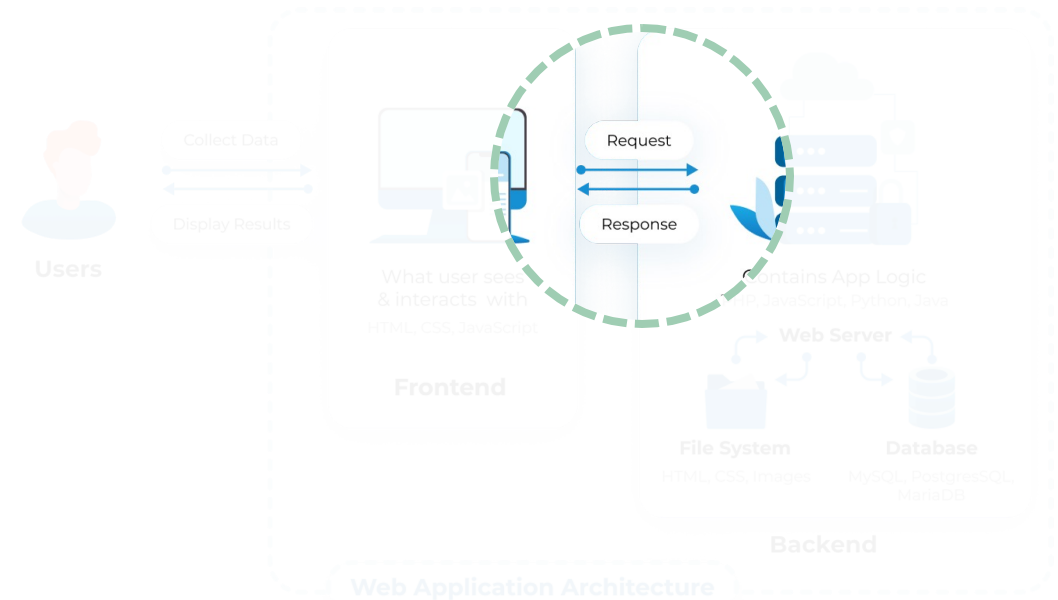 Collect Data
Display Results
Users
What user sees
& interacts with
HTML, CSS, JavaScript
Frontend
Request
Response
Contains App Logic
JavaScript, Python, Java
Web Server
File System
HTML, CSS, Images
Database
MySQL, PostgresSQL,
MariaDB
Backend
Web Application Architecture